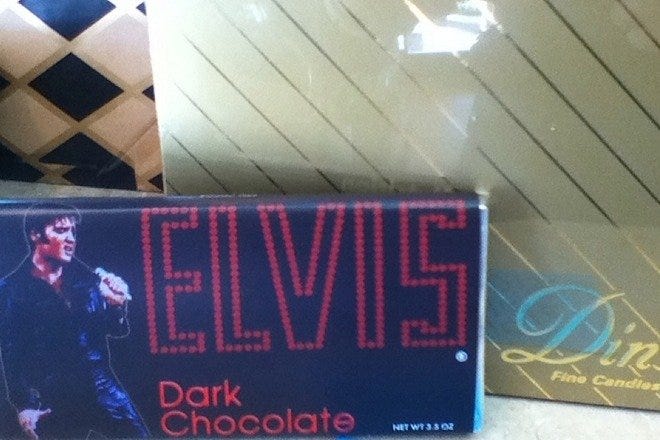 ELVIS
Dark
Chocolate
NET WT 3.5 OZ
Fine Candies